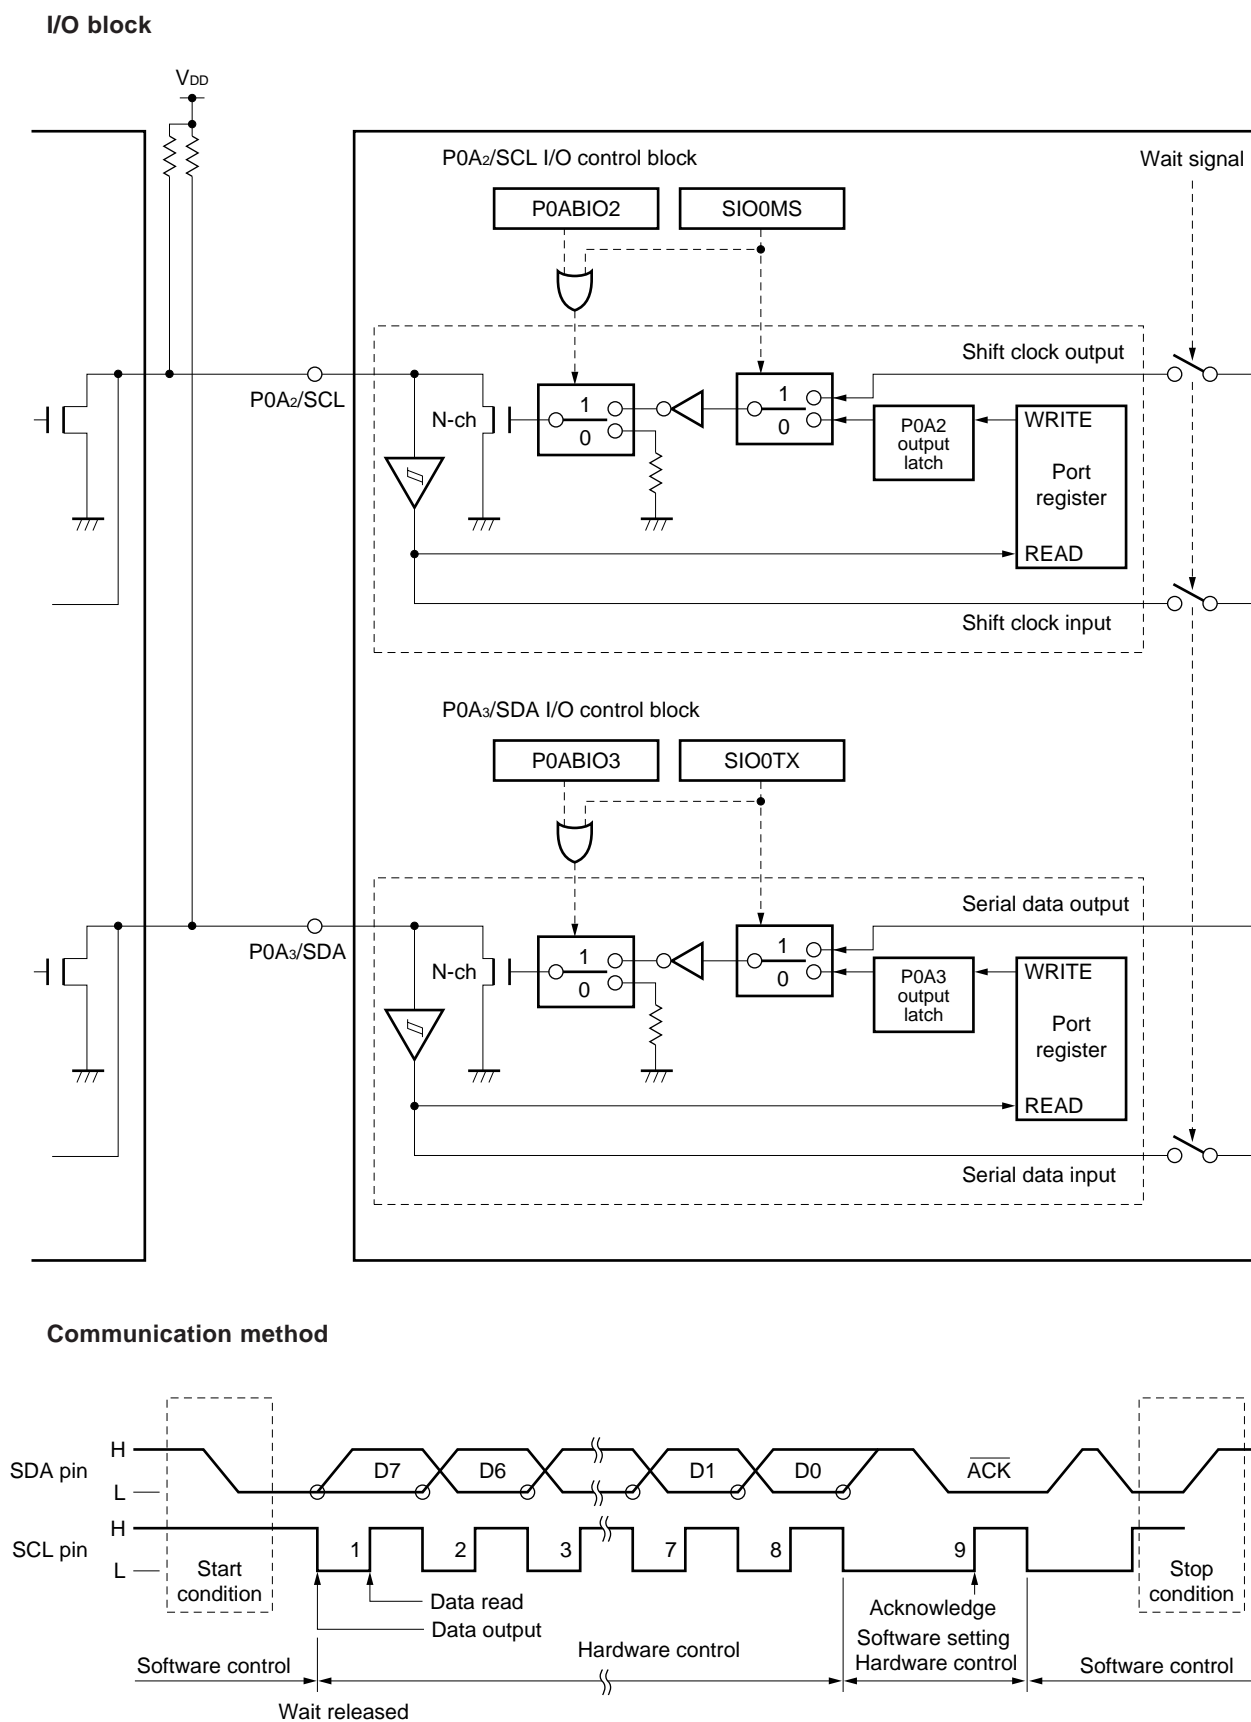 I/O block
VDD
P0A2/SCL I/O control block
Wait signal
P0ABIO2
SIO0MS
Shift clock output
P0A2/SCL
N-ch
1
0
1
0
P0A2
output
latch
WRITE
Port
register
READ
Shift clock input
P0A3/SDA I/O control block
P0ABIO3
SIO0TX
Serial data output
P0A3/SDA
N-ch
1
0
1
0
P0A3
output
latch
WRITE
Port
register
READ
Serial data input
Communication method
SDA pin
H
L
D7
D6
D1
D0
ACK
SCL pin
H
L
1
2
3
7
8
9
Start
condition
Stop
condition
Data read
Data output
Acknowledge
Software control
Hardware control
Software setting
Hardware control
Software control
Wait released